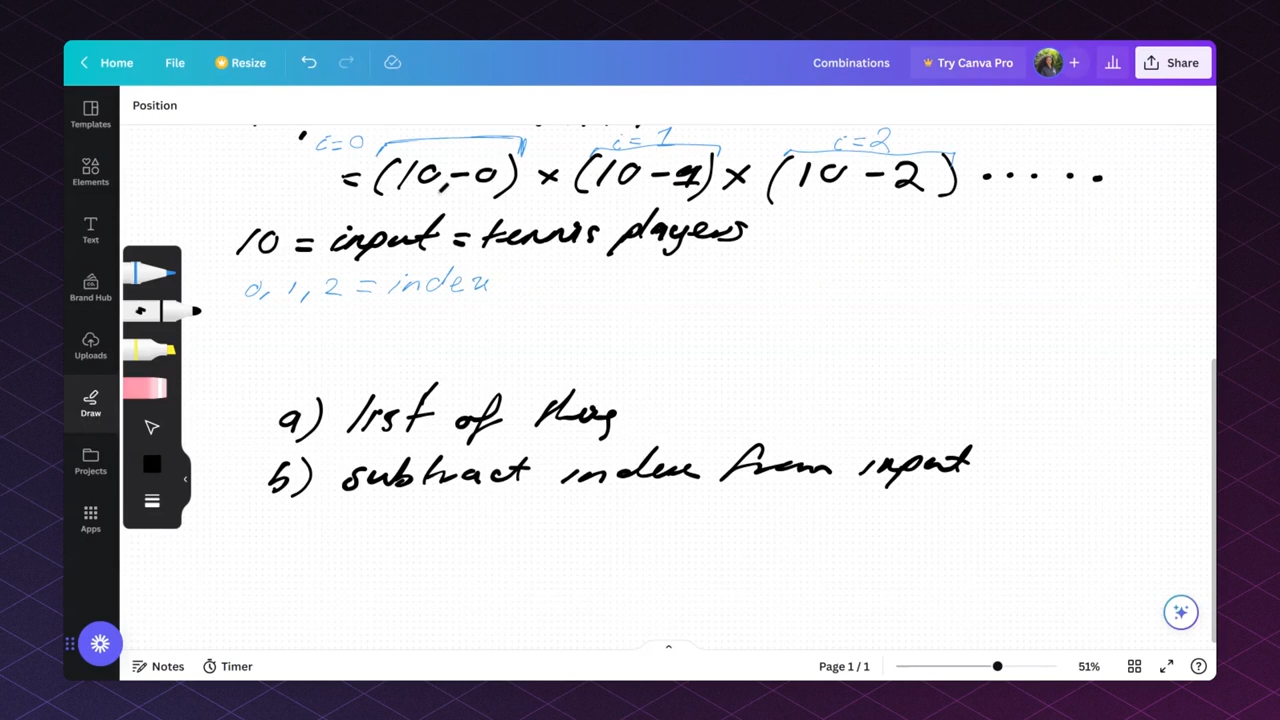 Home File Resize Combinations Try Canva Pro + Share
Templates
Elements
Text
Brand Hub
Uploads
Draw
Projects
Apps
Position
i=0 i=1 i=2
= (10-0) × (10-1) × (10-2) .....
10 = input = tennis players
0, 1, 2 = index
a) list of
b) subtract index from input
Notes Timer Page 1 / 1 51%